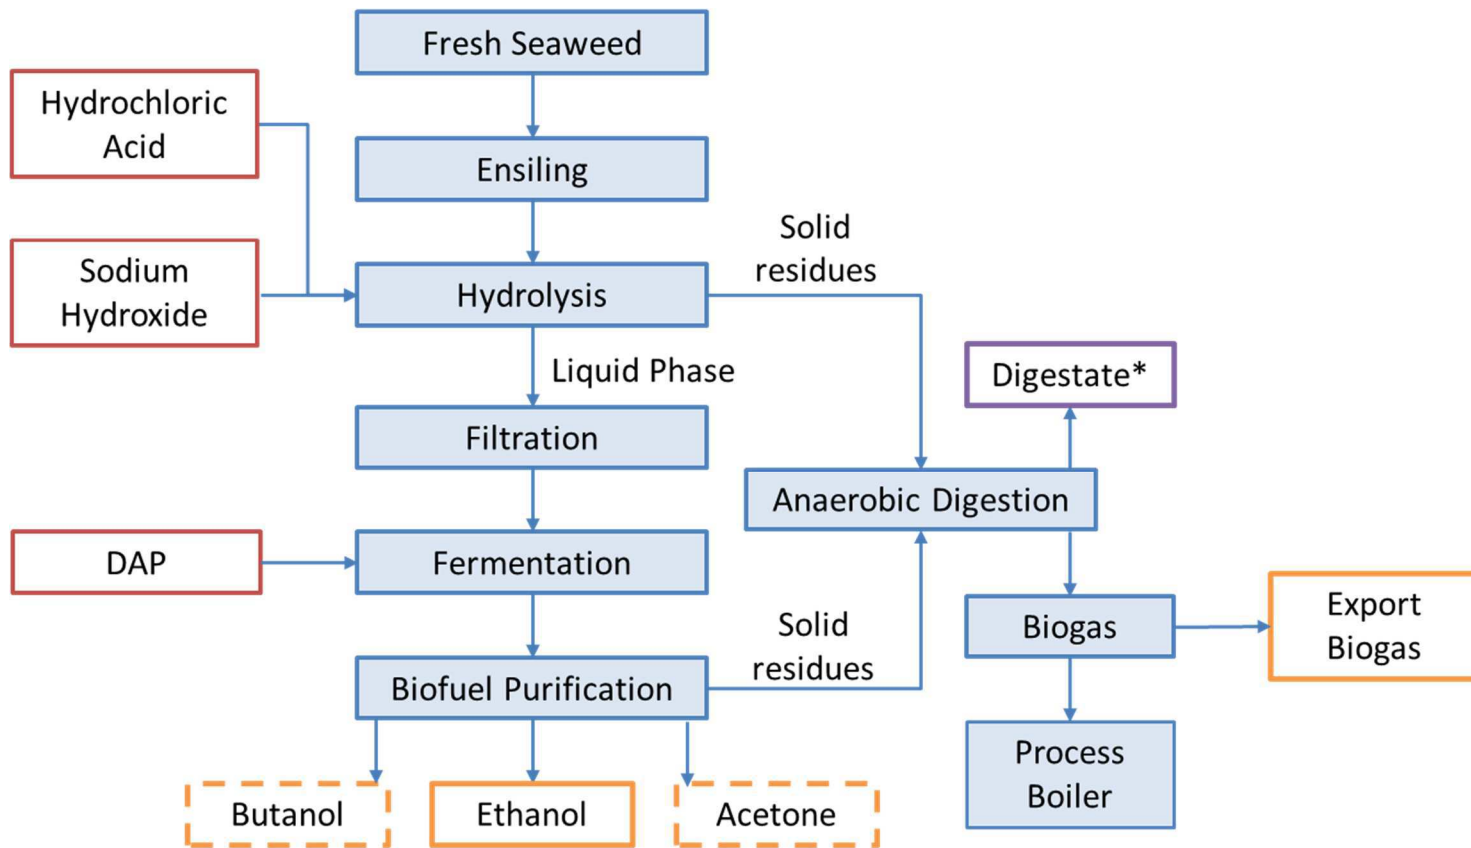 Fresh Seaweed
Hydrochloric
Acid
Ensiling
Sodium
Hydroxide
Hydrolysis
Solid
residues
Liquid Phase
Digestate*
Filtration
Anaerobic Digestion
DAP
Fermentation
Biogas
Export
Biogas
Solid
residues
Biofuel Purification
Process
Boiler
Butanol
Ethanol
Acetone